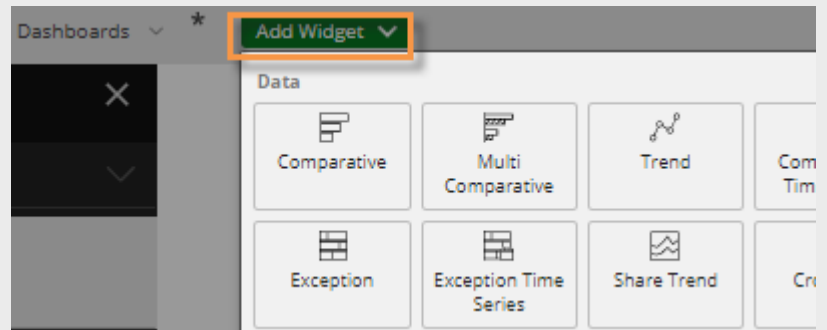 Dashboards *
Add Widget
Data
Comparative
Multi
Comparative
Trend
Exception
Exception Time
Series
Share Trend